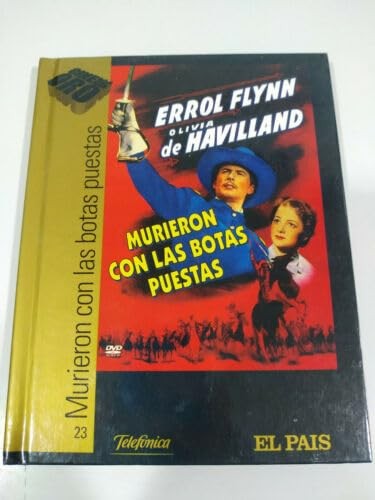 ERROL FLYNN
OLIVIA
de HAVILLAND
MURIERON
CON LAS BOTAS
PUESTAS
DVD
23 Murieron con las botas puestas
Telefónica
EL PAIS